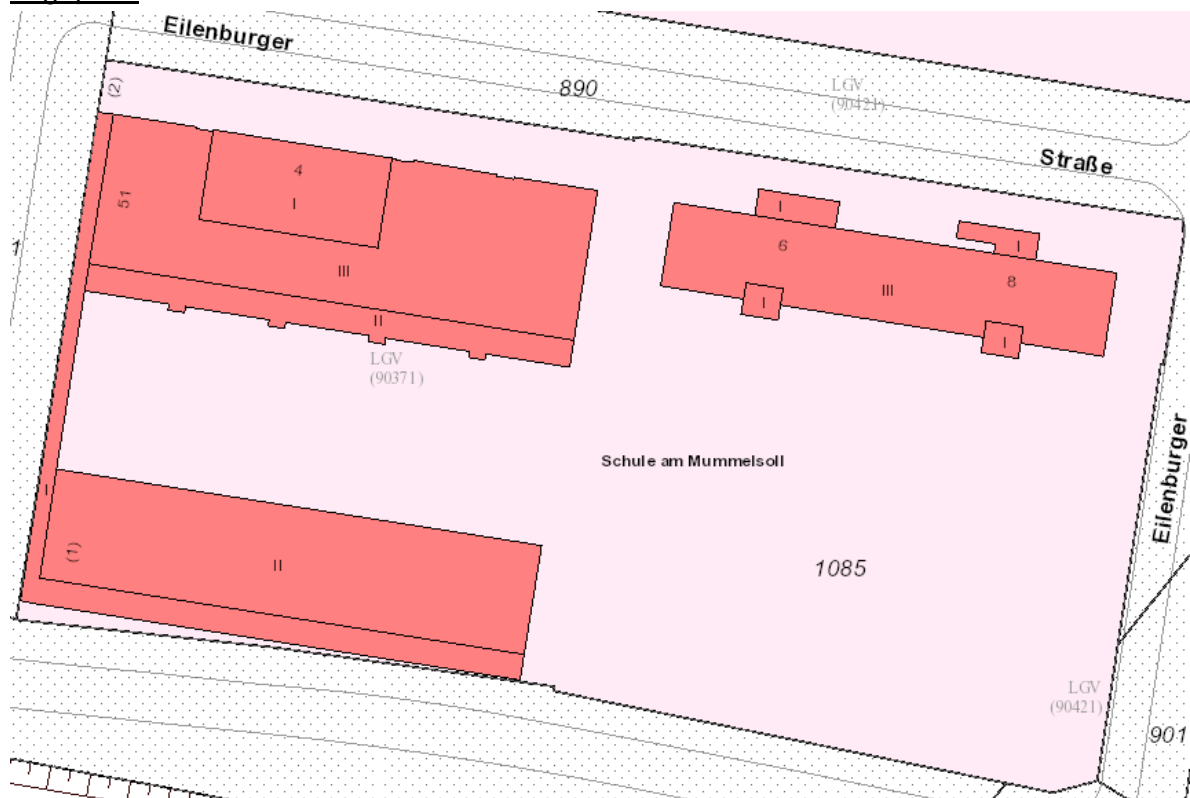 Eilenburger
890
LGV
(90421)
(2)
Straße
4
I
51
I
6
I
8
III
III
II
I
I
LGV
(90371)
Schule am Mummelsoll
Eilenburger
I
(1)
II
1085
LGV
(90421)
901